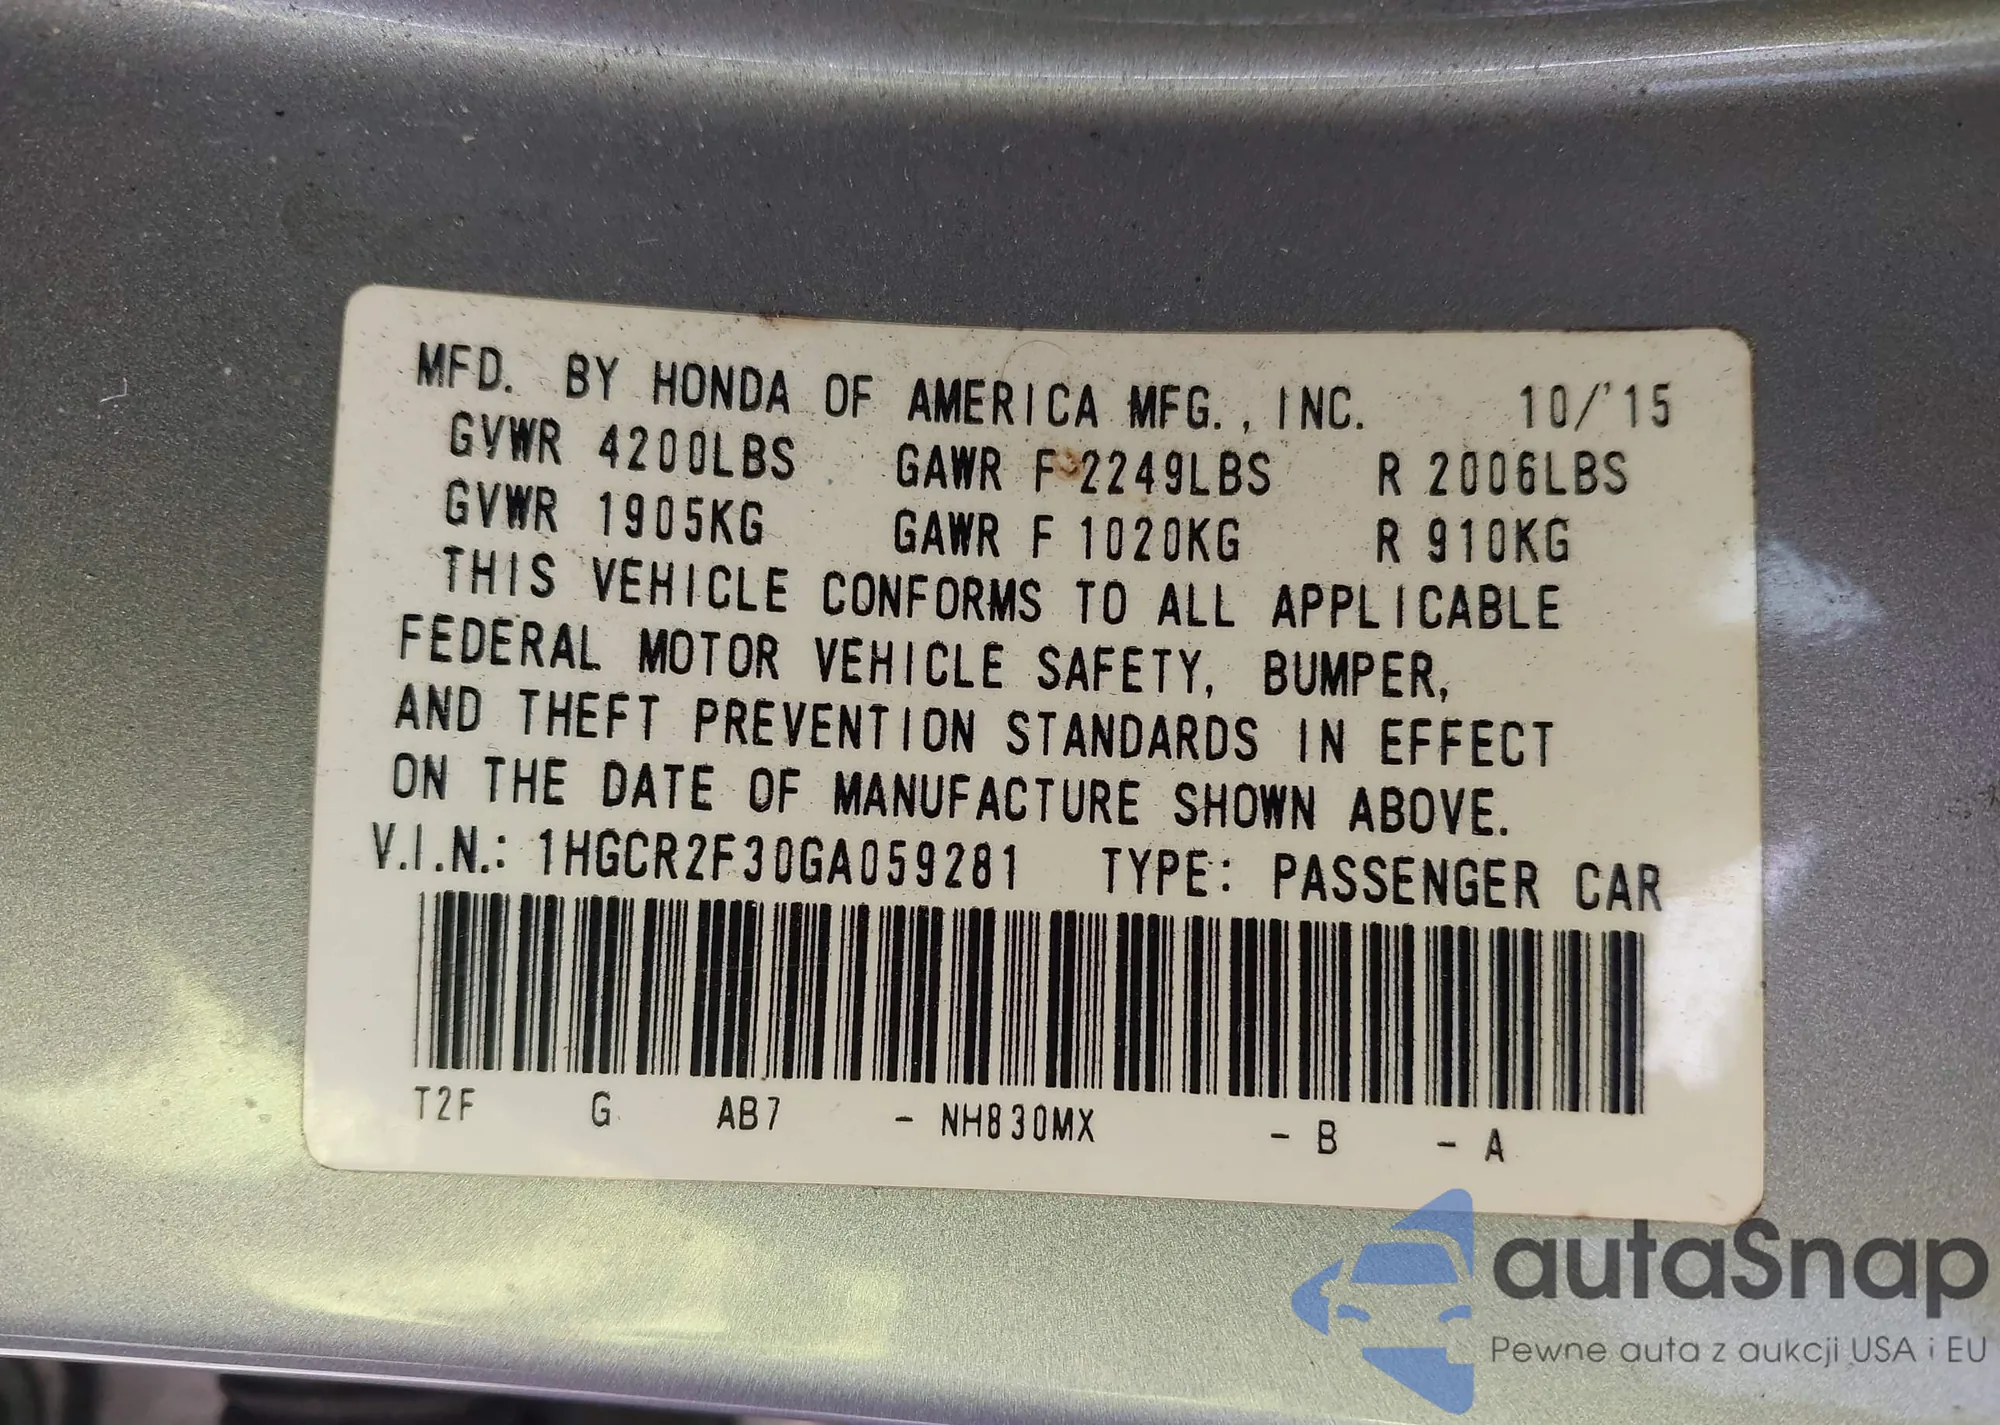 MFD. BY HONDA OF AMERICA MFG., INC. 10/'15
GVWR 4200LBS GAWR F 2249LBS R 2006LBS
GVWR 1905KG GAWR F 1020KG R 910KG
THIS VEHICLE CONFORMS TO ALL APPLICABLE
FEDERAL MOTOR VEHICLE SAFETY, BUMPER,
AND THEFT PREVENTION STANDARDS IN EFFECT
ON THE DATE OF MANUFACTURE SHOWN ABOVE.
V.I.N.: 1HGCR2F30GA059281 TYPE: PASSENGER CAR
T2F G AB7 - NH830MX - B - A
autaSnap
Pewne auta z aukcji USA i EU